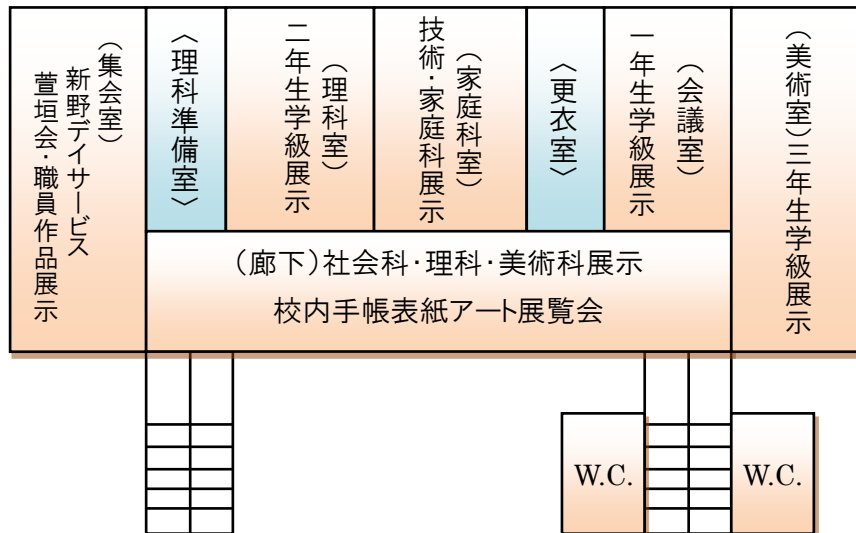 (集会室)
新野デイサービス
萱垣会・職員作品展示
〈理科準備室〉
(理科室)
二年生学級展示
(家庭科室)
技術・家庭科展示
〈更衣室〉
(会議室)
一年生学級展示
(美術室)三年生学級展示
(廊下)社会科・理科・美術科展示
校内手帳表紙アート展覧会
W.C.
W.C.